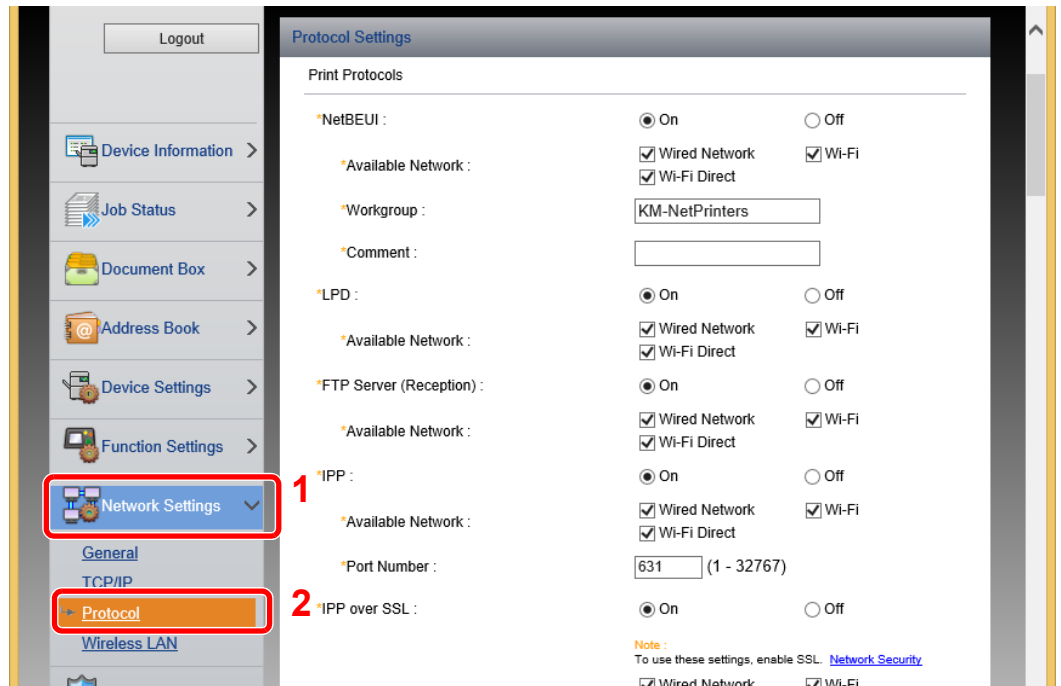 Logout
Protocol Settings
Print Protocols
*NetBEUI : On Off
Device Information
*Available Network : Wired Network Wi-Fi
Wi-Fi Direct
Job Status
*Workgroup : KM-NetPrinters
*Comment :
Document Box
*LPD : On Off
Address Book
*Available Network : Wired Network Wi-Fi
Wi-Fi Direct
Device Settings
*FTP Server (Reception) : On Off
*Available Network : Wired Network Wi-Fi
Wi-Fi Direct
Function Settings
*IPP : On Off
Network Settings 1
*Available Network : Wired Network Wi-Fi
Wi-Fi Direct
General
*Port Number : 631 (1 - 32767)
TCP/IP
Protocol 2
*IPP over SSL : On Off
Wireless LAN
Note :
To use these settings, enable SSL. Network Security
Wired Network Wi-Fi